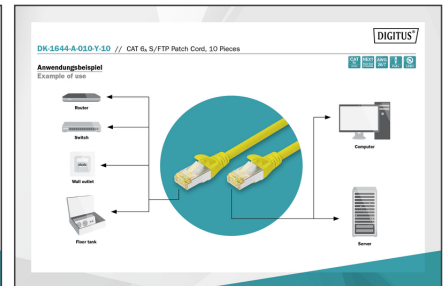 DIGITUS®
DK-1644-A-010-Y-10 // CAT 6A S/FTP Patch Cord, 10 Pieces
Anwendungsbeispiel
Example of use
Router
Switch
Wall outlet
Floor tank
Computer
Server